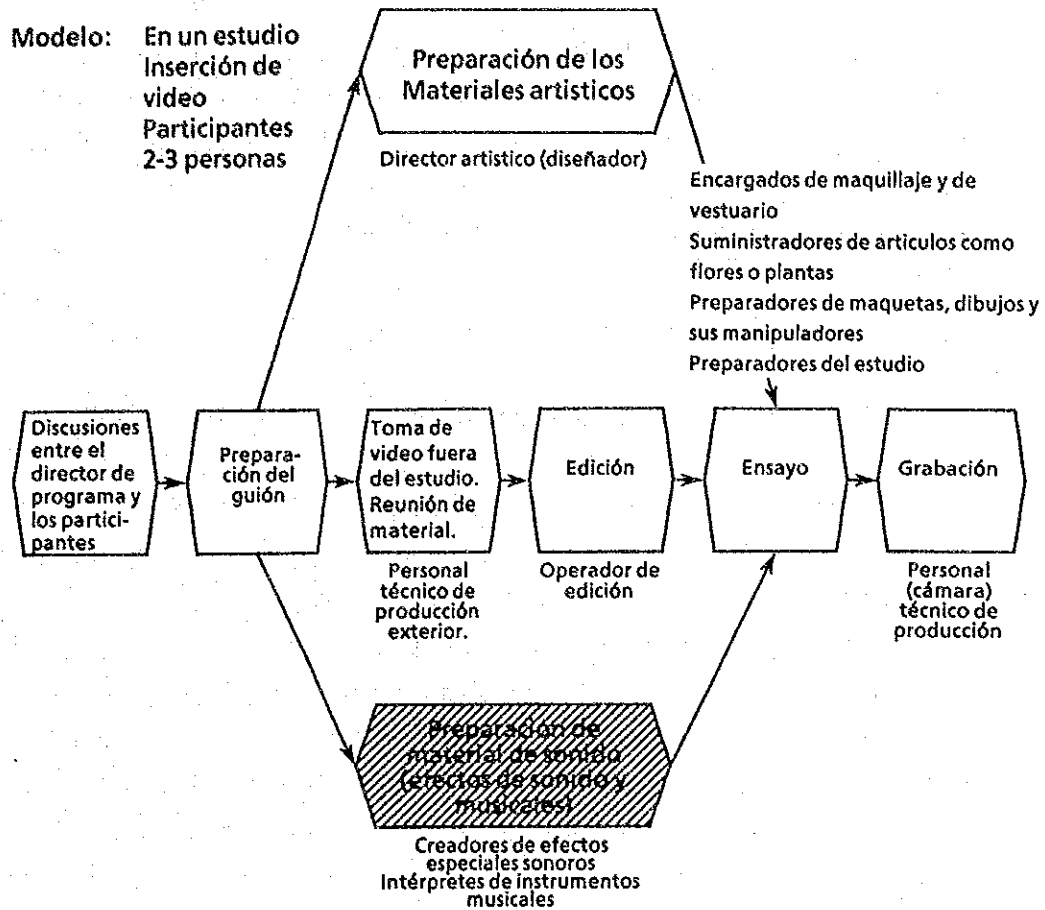 Modelo: En un estudio
Inserción de
video
Participantes
2-3 personas
Preparación de los
Materiales artisticos
Director artistico (diseñador)
Encargados de maquillaje y de
vestuario
Suministradores de articulos como
flores o plantas
Preparadores de maquetas, dibujos y
sus manipuladores
Preparadores del estudio
Discusiones
entre el
director de
programa y
los partici-
pantes
Prepara-
ción del
guión
Toma de
video fuera
del estudio.
Reunión de
material.
Personal
técnico de
producción
exterior.
Edición
Operador de
edición
Ensayo
Grabación
Personal
(cámara)
técnico de
producción
Preparación de
material de sonido
(efectos de sonido y
musicales)
Creadores de efectos
especiales sonoros
Intérpretes de instrumentos
musicales